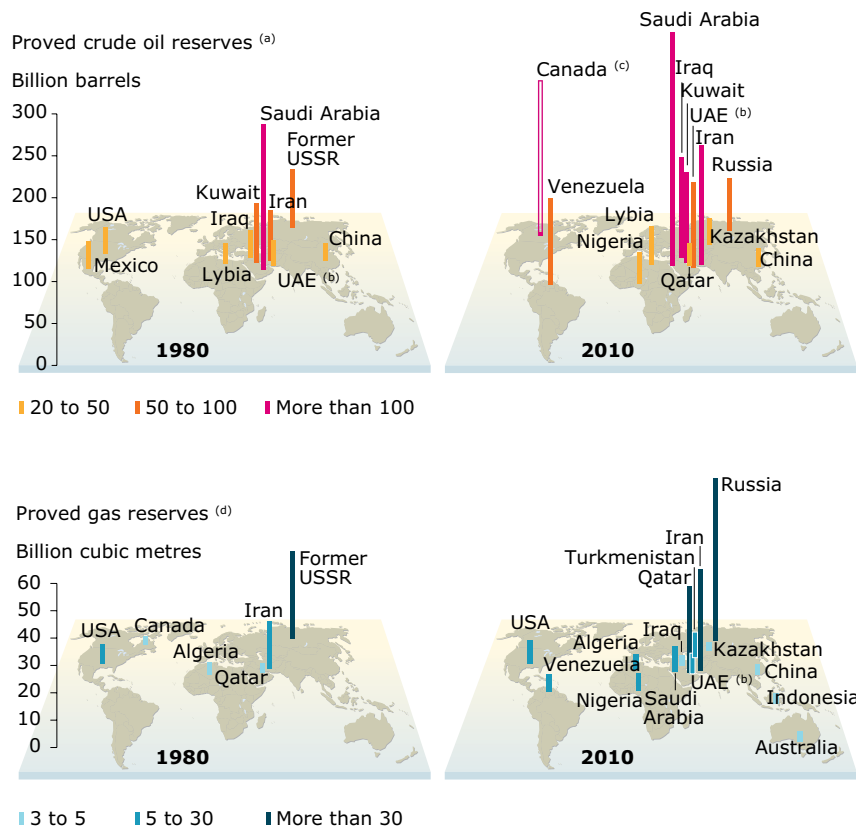 Proved crude oil reserves (a)
Billion barrels
300
250
200
150
100
50
0
Saudi Arabia
Former
USSR
Kuwait
Iran
USA
Iraq
China
Mexico
Lybia
UAE (b)
1980
Saudi Arabia
Canada (c)
Iraq
Kuwait
UAE (b)
Iran
Russia
Venezuela
Lybia
Nigeria
Kazakhstan
China
Qatar
2010
20 to 50
50 to 100
More than 100
Proved gas reserves (d)
Billion cubic metres
60
50
40
30
20
10
0
Former
USSR
Iran
Canada
USA
Algeria
Qatar
1980
Russia
Iran
Turkmenistan
Qatar
USA
Iraq
Algeria
Kazakhstan
Venezuela
China
UAE (b)
Nigeria
Saudi
Arabia
Indonesia
Australia
2010
3 to 5
5 to 30
More than 30